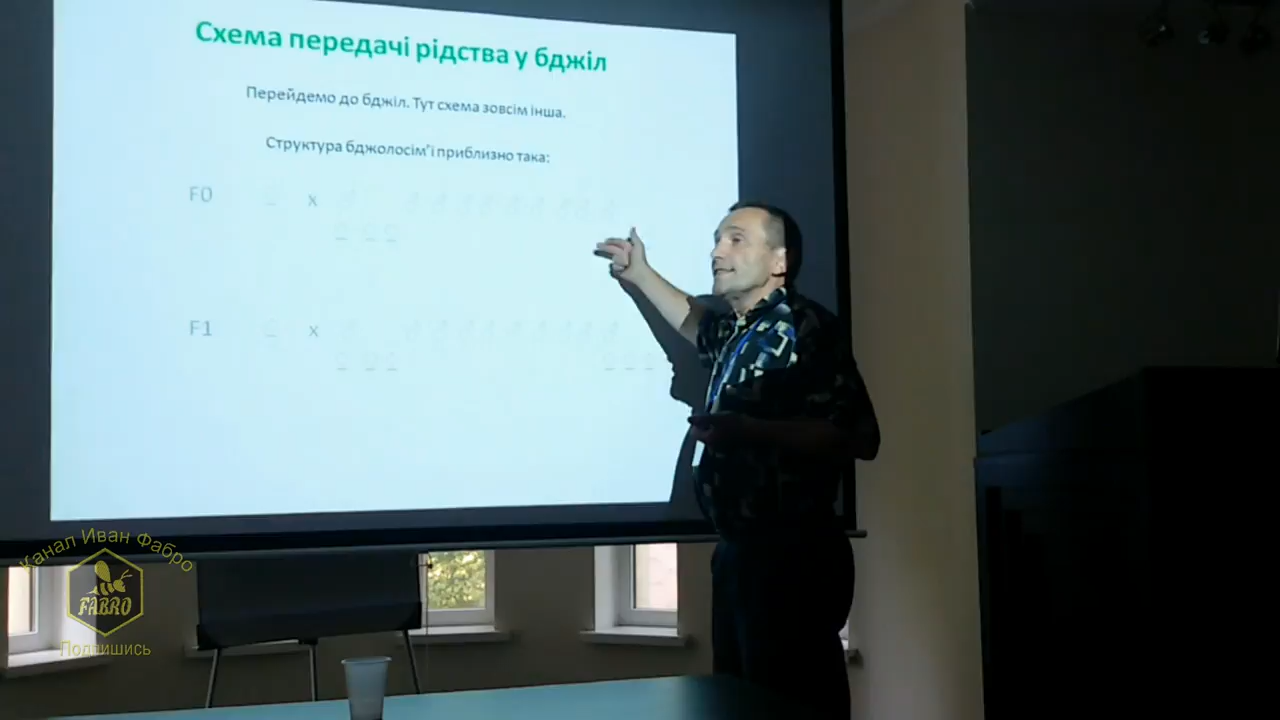 Схема передачі рідства у бджіл
Перейдемо до бджіл. Тут схема зовсім інша.
Структура бджолосім'ї приблизно така:
F0 x
F1 x
Канал Иван Фабро
FABRO
Подпишись